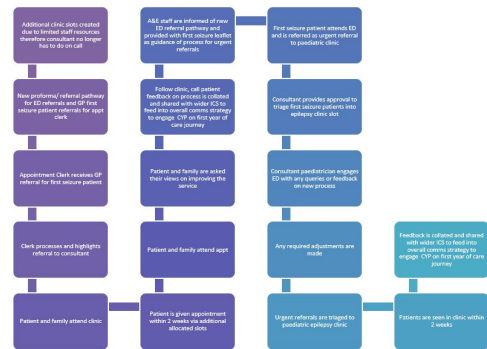 Additional clinic slots created
due to limited staff resources
therefore consultant no longer
has to do on call
New proforma/ referral pathway
for ED referrals and GP first
seizure patient referrals for appt
clerk
Appointment Clerk receives GP
referral for first seizure patient
Clerk processes and highlights
referral to consultant
Patient and family attend clinic
Patient is given appointment
within 2 weeks via additional
allocated slots
Patient and family attend appt
Patient and family are asked
their views on improving the
service
Follow clinic, call patient
feedback on process is collated
and shared with wider ICS to
feed into overall comms strategy
to engage CYP on first year of
care journey
A&E staff are informed of new
ED referral pathway and
provided with first seizure leaflet
as guidance of process for urgent
referrals
First seizure patient attends ED
and is referred as urgent referral
to paediatric clinic
Consultant provides approval to
triage first seizure patients into
epilepsy clinic slot
Consultant paediatrician engages
ED with any queries or feedback
on new process
Any required adjustments are
made
Urgent referrals are triaged to
paediatric epilepsy clinic
Patients are seen in clinic within
2 weeks
Feedback is collated and shared
with wider ICS to feed into
overall comms strategy to
engage CYP on first year of care
journey